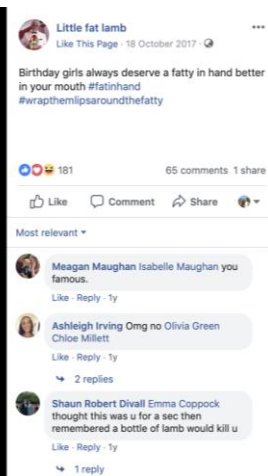 Little fat lamb
Like This Page · 18 October 2017 ·
Birthday girls always deserve a fatty in hand better
in your mouth #fatinhand
#wrapthemlipsaroundthefatty
181
65 comments 1 share
Like Comment Share
Most relevant
Meagan Maughan Isabelle Maughan you
famous.
Like · Reply · 1y
Ashleigh Irving Omg no Olivia Green
Chloe Millett
Like · Reply · 1y
2 replies
Shaun Robert Divall Emma Coppock
thought this was u for a sec then
remembered a bottle of lamb would kill u
Like · Reply · 1y
1 reply